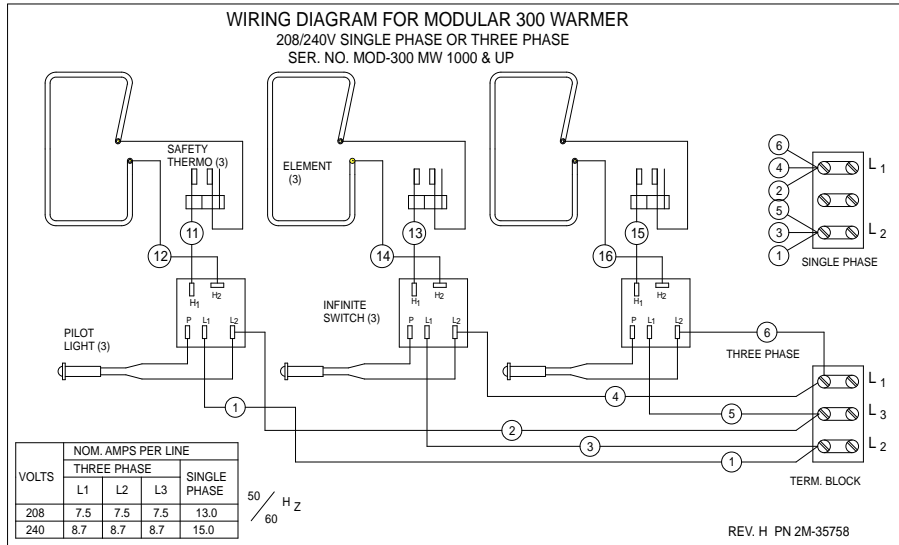 WIRING DIAGRAM FOR MODULAR 300 WARMER
208/240V SINGLE PHASE OR THREE PHASE
SER. NO. MOD-300 MW 1000 & UP
SAFETY
THERMO (3)
ELEMENT
(3)
11
12
13
14
15
16
H1
H2
H1
H2
H1
H2
P
L1
L2
P
L1
L2
P
L1
L2
PILOT
LIGHT (3)
INFINITE
SWITCH (3)
6
4
2
5
3
1
L1
L2
SINGLE PHASE
6
THREE PHASE
4
5
1
2
3
1
L1
L3
L2
TERM. BLOCK
VOLTS
NOM. AMPS PER LINE
THREE PHASE
SINGLE
PHASE
L1 L2 L3
208 7.5 7.5 7.5 13.0
240 8.7 8.7 8.7 15.0
50/60 HZ
REV. H PN 2M-35758